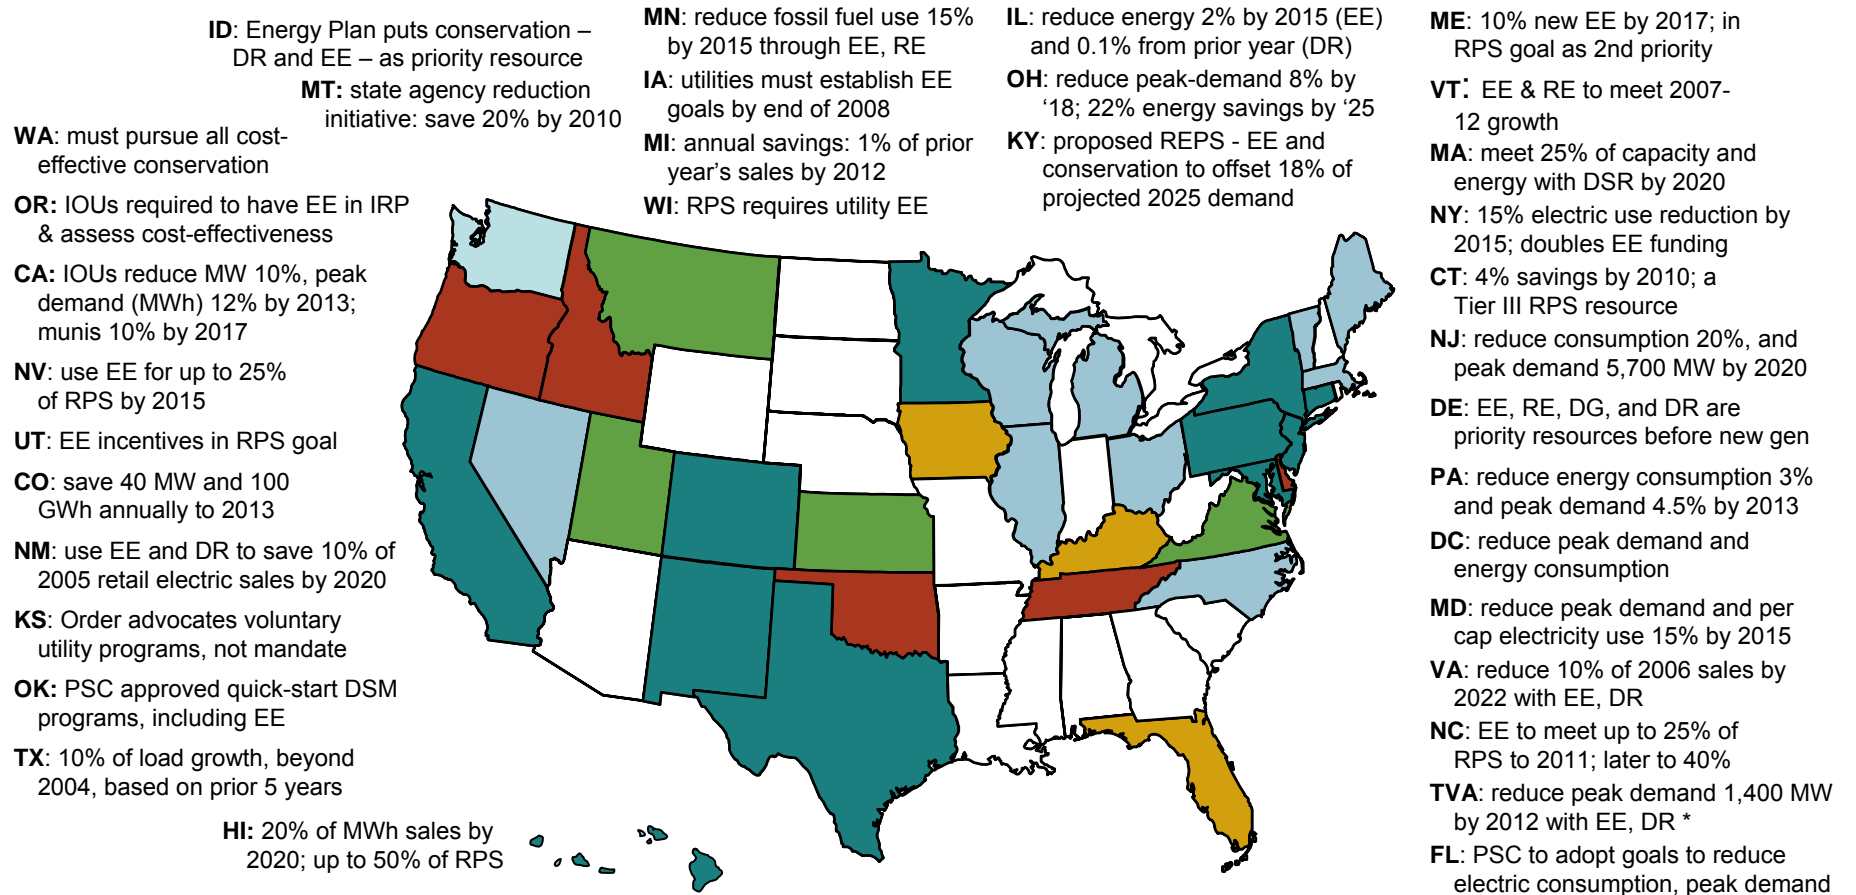 ID: Energy Plan puts conservation –
DR and EE – as priority resource
MT: state agency reduction
initiative: save 20% by 2010
WA: must pursue all cost-
effective conservation
OR: IOUs required to have EE in IRP
& assess cost-effectiveness
CA: IOUs reduce MW 10%, peak
demand (MWh) 12% by 2013;
munis 10% by 2017
NV: use EE for up to 25%
of RPS by 2015
UT: EE incentives in RPS goal
CO: save 40 MW and 100
GWh annually to 2013
NM: use EE and DR to save 10% of
2005 retail electric sales by 2020
KS: Order advocates voluntary
utility programs, not mandate
OK: PSC approved quick-start DSM
programs, including EE
TX: 10% of load growth, beyond
2004, based on prior 5 years
HI: 20% of MWh sales by
2020; up to 50% of RPS
MN: reduce fossil fuel use 15%
by 2015 through EE, RE
IA: utilities must establish EE
goals by end of 2008
MI: annual savings: 1% of prior
year's sales by 2012
WI: RPS requires utility EE
IL: reduce energy 2% by 2015 (EE)
and 0.1% from prior year (DR)
OH: reduce peak-demand 8% by
‘18; 22% energy savings by ‘25
KY: proposed REPS - EE and
conservation to offset 18% of
projected 2025 demand
ME: 10% new EE by 2017; in
RPS goal as 2nd priority
VT: EE & RE to meet 2007-
12 growth
MA: meet 25% of capacity and
energy with DSR by 2020
NY: 15% electric use reduction by
2015; doubles EE funding
CT: 4% savings by 2010; a
Tier III RPS resource
NJ: reduce consumption 20%, and
peak demand 5,700 MW by 2020
DE: EE, RE, DG, and DR are
priority resources before new gen
PA: reduce energy consumption 3%
and peak demand 4.5% by 2013
DC: reduce peak demand and
energy consumption
MD: reduce peak demand and per
cap electricity use 15% by 2015
VA: reduce 10% of 2006 sales by
2022 with EE, DR
NC: EE to meet up to 25% of
RPS to 2011; later to 40%
TVA: reduce peak demand 1,400 MW
by 2012 with EE, DR *
FL: PSC to adopt goals to reduce
electric consumption, peak demand